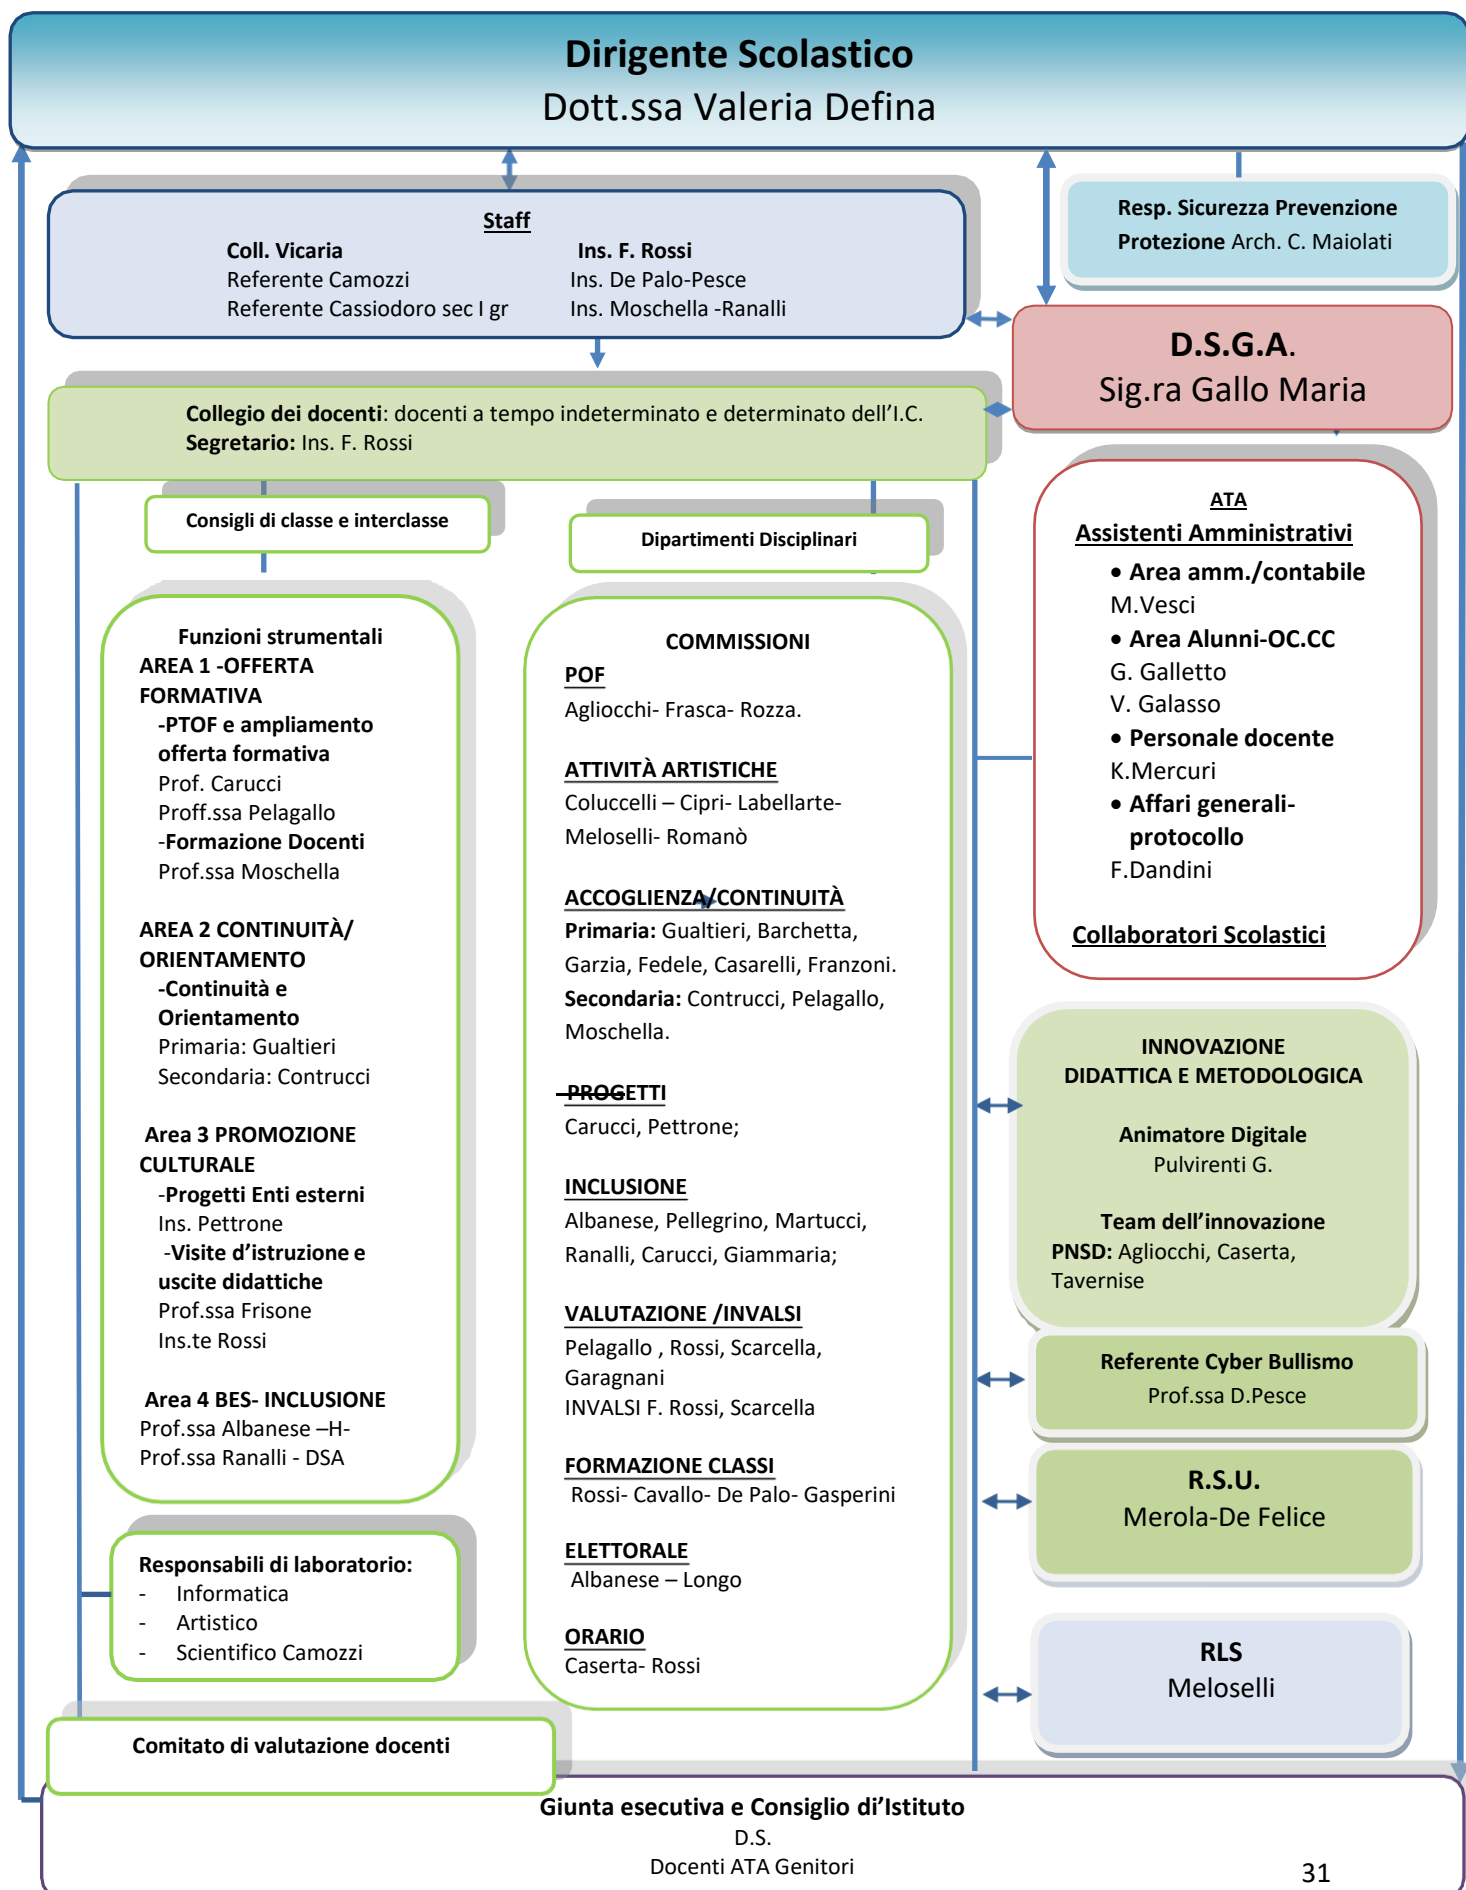 Dirigente Scolastico
Dott.ssa Valeria Defina
Staff
Coll. Vicaria Ins. F. Rossi
Referente Camozzi Ins. De Palo-Pesce
Referente Cassiodoro sec I gr Ins. Moschella -Ranalli
Resp. Sicurezza Prevenzione
Protezione Arch. C. Maiolati
D.S.G.A.
Sig.ra Gallo Maria
Collegio dei docenti: docenti a tempo indeterminato e determinato dell’I.C.
Segretario: Ins. F. Rossi
Consigli di classe e interclasse
Dipartimenti Disciplinari
Funzioni strumentali
AREA 1 -OFFERTA
FORMATIVA
-PTOF e ampliamento
offerta formativa
Prof. Carucci
Proff.ssa Pelagallo
-Formazione Docenti
Prof.ssa Moschella
AREA 2 CONTINUITÀ/
ORIENTAMENTO
-Continuità e
Orientamento
Primaria: Gualtieri
Secondaria: Contrucci
Area 3 PROMOZIONE
CULTURALE
-Progetti Enti esterni
Ins. Pettrone
-Visite d’istruzione e
uscite didattiche
Prof.ssa Frisone
Ins.te Rossi
Area 4 BES- INCLUSIONE
Prof.ssa Albanese –H-
Prof.ssa Ranalli - DSA
Responsabili di laboratorio:
- Informatica
- Artistico
- Scientifico Camozzi
Comitato di valutazione docenti
COMMISSIONI
POF
Agliocchi- Frasca- Rozza.
ATTIVITÀ ARTISTICHE
Coluccelli – Cipri- Labellarte-
Meloselli- Romanò
ACCOGLIENZA/CONTINUITÀ
Primaria: Gualtieri, Barchetta,
Garzia, Fedele, Casarelli, Franzoni.
Secondaria: Contrucci, Pelagallo,
Moschella.
PROGETTI
Carucci, Pettrone;
INCLUSIONE
Albanese, Pellegrino, Martucci,
Ranalli, Carucci, Giammaria;
VALUTAZIONE /INVALSI
Pelagallo , Rossi, Scarcella,
Garagnani
INVALSI F. Rossi, Scarcella
FORMAZIONE CLASSI
Rossi- Cavallo- De Palo- Gasperini
ELETTORALE
Albanese – Longo
ORARIO
Caserta- Rossi
ATA
Assistenti Amministrativi
• Area amm./contabile
M.Vesci
• Area Alunni-OC.CC
G. Galletto
V. Galasso
• Personale docente
K.Mercuri
• Affari generali-
protocollo
F.Dandini
Collaboratori Scolastici
INNOVAZIONE
DIDATTICA E METODOLOGICA
Animatore Digitale
Pulvirenti G.
Team dell’innovazione
PNSD: Agliocchi, Caserta,
Tavernise
Referente Cyber Bullismo
Prof.ssa D.Pesce
R.S.U.
Merola-De Felice
RLS
Meloselli
Giunta esecutiva e Consiglio di’Istituto
D.S.
Docenti ATA Genitori
31